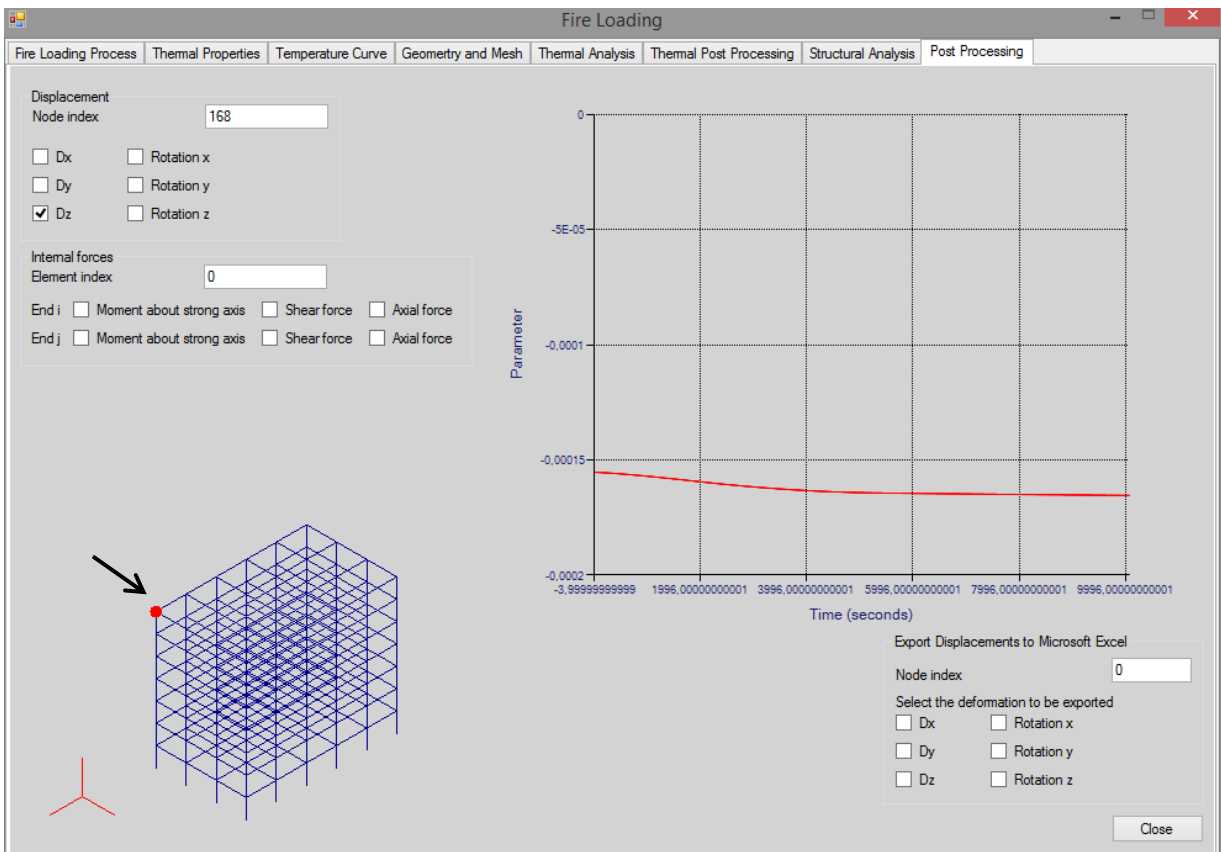 Fire Loading
Fire Loading Process Thermal Properties Temperature Curve Geometry and Mesh Thermal Analysis Thermal Post Processing Structural Analysis Post Processing
Displacement
Node index 168
Dx Rotation x
Dy Rotation y
Dz Rotation z
Internal forces
Element index 0
End i Moment about strong axis Shear force Axial force
End j Moment about strong axis Shear force Axial force
0
-5E-05
-0,0001
-0,00015
-0,0002
Parameter
-3,99999999999 1996,00000000001 3996,00000000001 5996,00000000001 7996,00000000001 9996,00000000001
Time (seconds)
Export Displacements to Microsoft Excel
Node index 0
Select the deformation to be exported
Dx Rotation x
Dy Rotation y
Dz Rotation z
Close